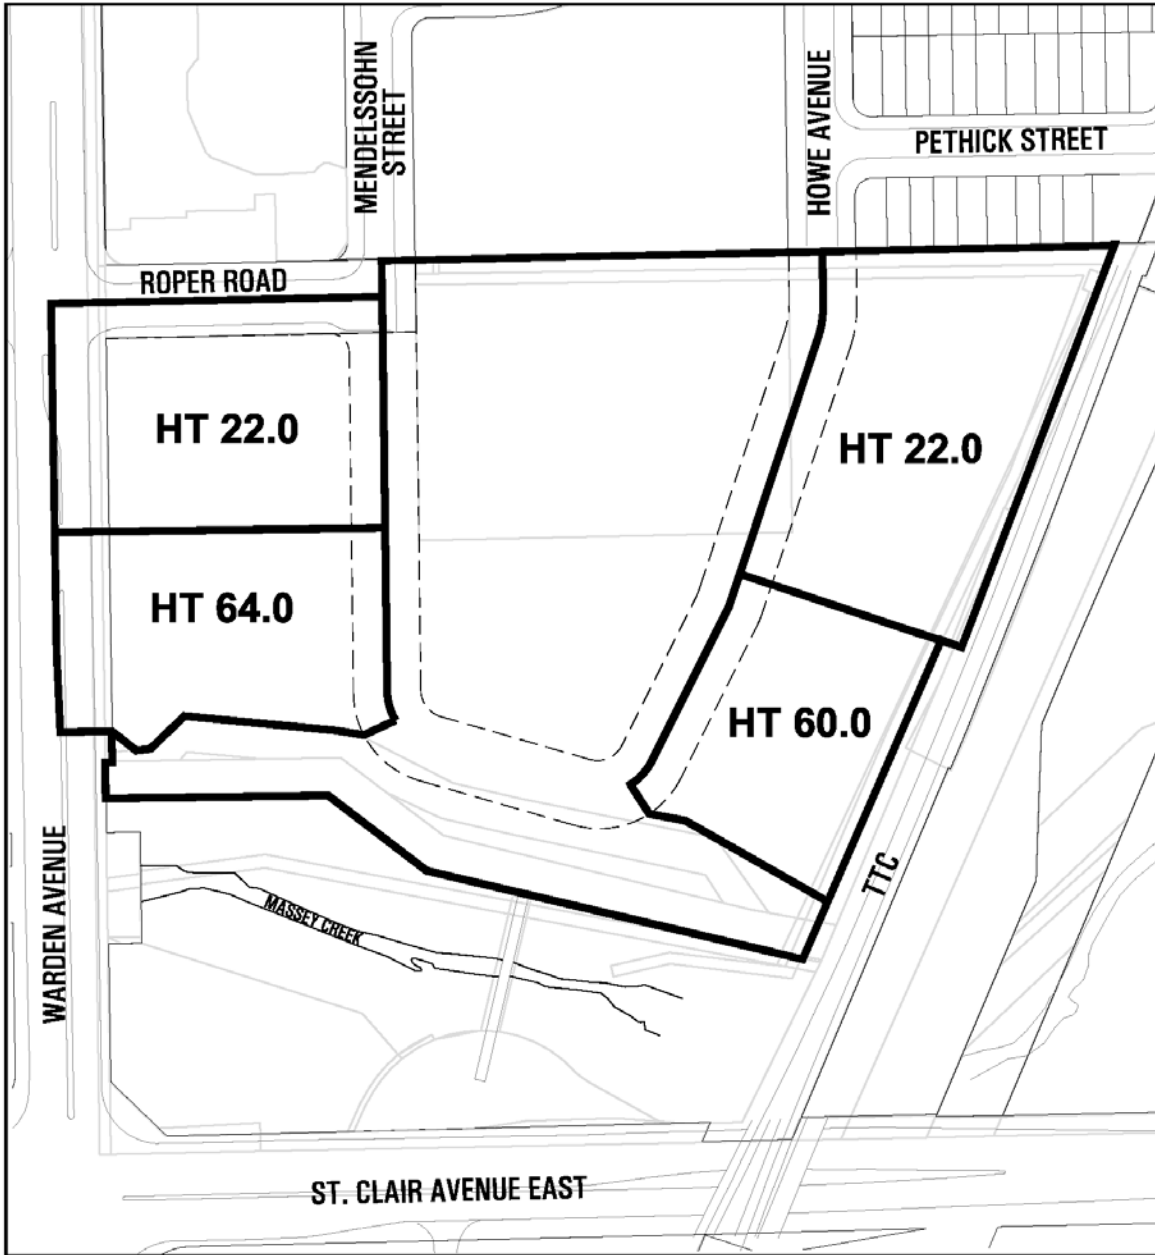 MENDELSSOHN
STREET
HOWE AVENUE
PETHICK STREET
ROPER ROAD
HT 22.0
HT 22.0
HT 64.0
HT 60.0
WARDEN AVENUE
TTC
MASSEY CREEK
ST. CLAIR AVENUE EAST